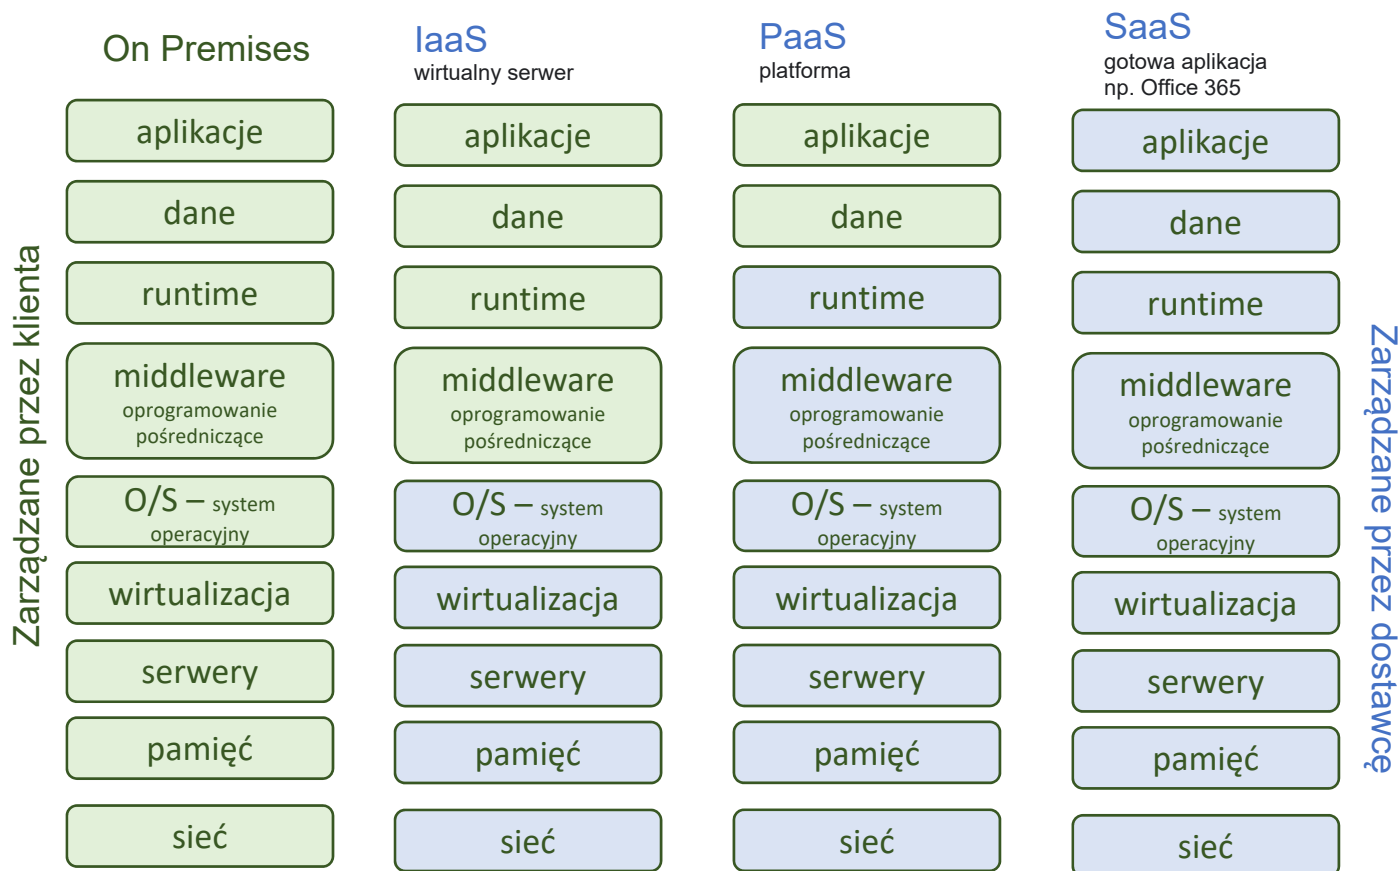 On Premises
IaaS
wirtualny serwer
PaaS
platforma
SaaS
gotowa aplikacja
np. Office 365
Zarządzane przez klienta
aplikacje
dane
runtime
middleware
oprogramowanie
pośredniczące
O/S – system
operacyjny
wirtualizacja
serwery
pamięć
sieć
aplikacje
dane
runtime
middleware
oprogramowanie
pośredniczące
O/S – system
operacyjny
wirtualizacja
serwery
pamięć
sieć
aplikacje
dane
runtime
middleware
oprogramowanie
pośredniczące
O/S – system
operacyjny
wirtualizacja
serwery
pamięć
sieć
aplikacje
dane
runtime
middleware
oprogramowanie
pośredniczące
O/S – system
operacyjny
wirtualizacja
serwery
pamięć
sieć
Zarządzane przez dostawcę